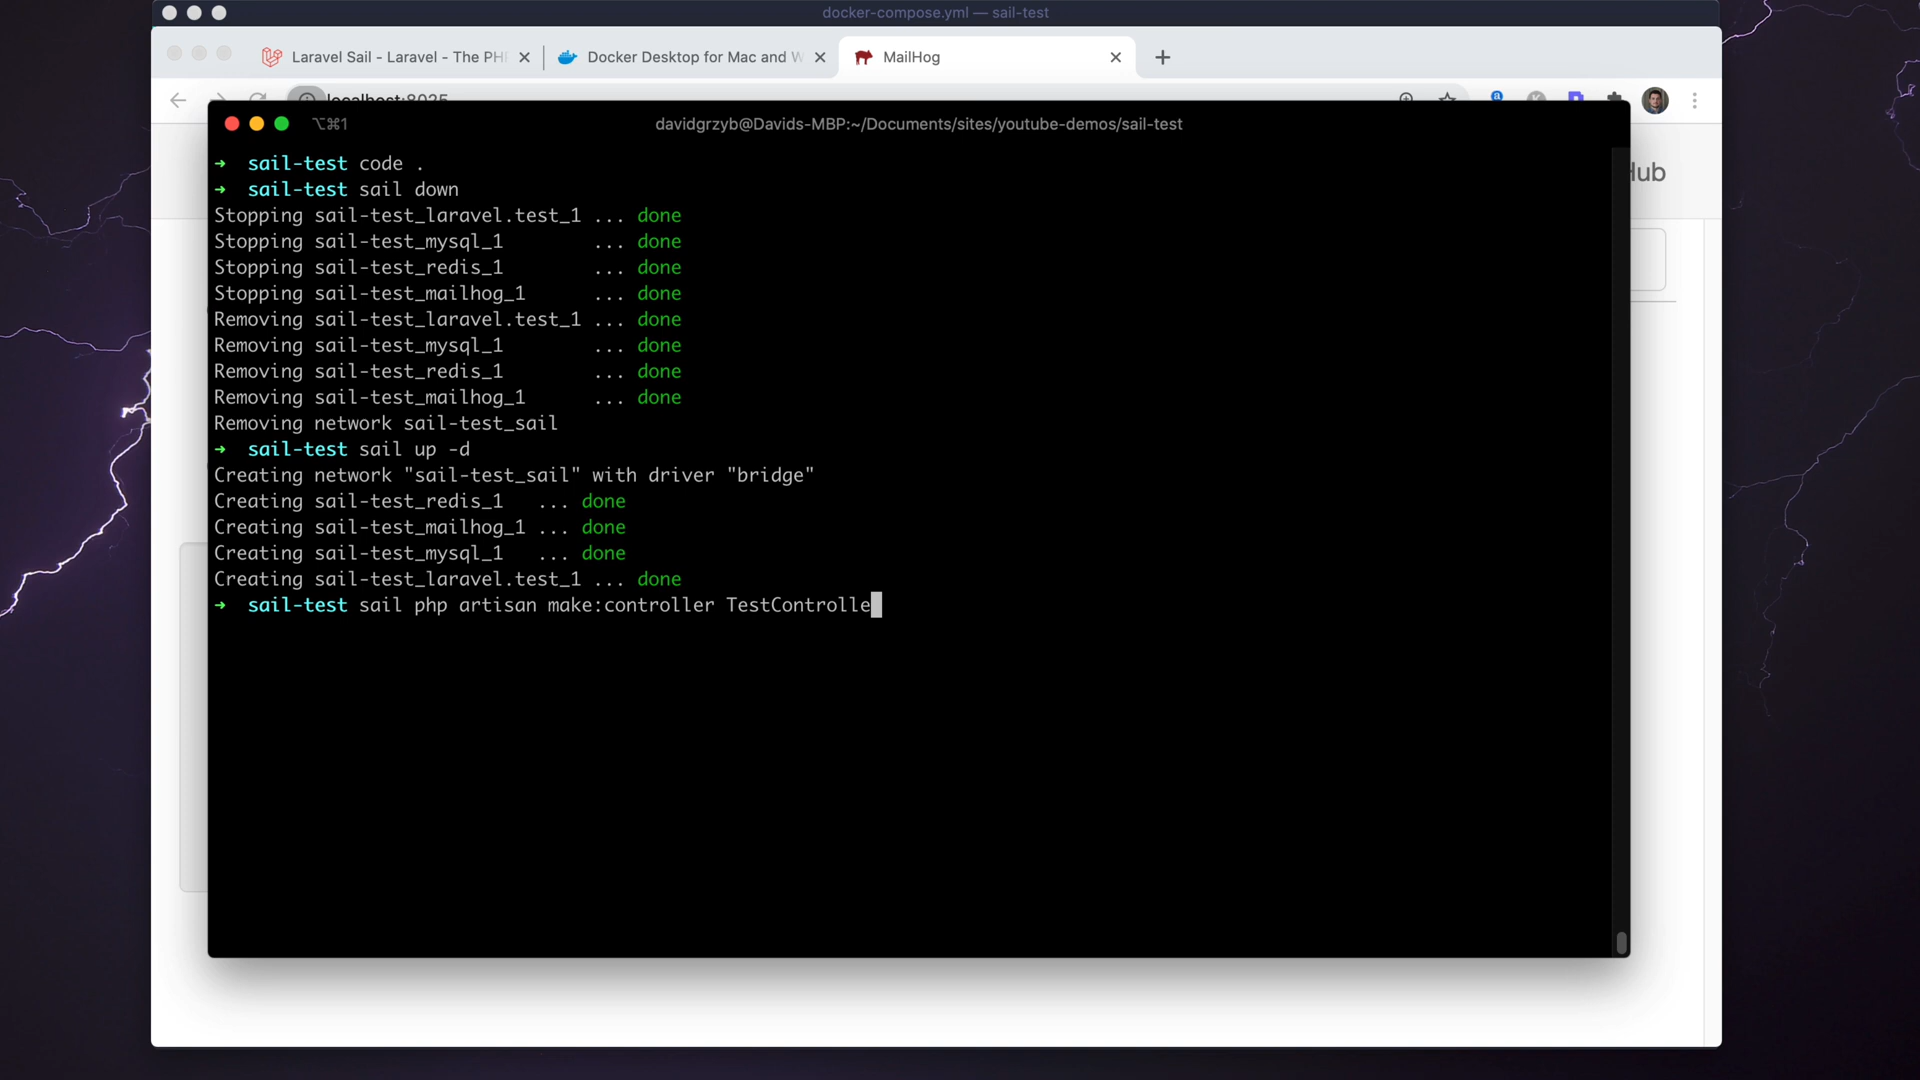 docker-compose.yml — sail-test
Laravel Sail - Laravel - The PH
Docker Desktop for Mac and W
MailHog
localhost:8025
⌥⌘1
davidgrzyb@Davids-MBP:~/Documents/sites/youtube-demos/sail-test
➜ sail-test code .
➜ sail-test sail down
Stopping sail-test_laravel.test_1 ... done
Stopping sail-test_mysql_1 ... done
Stopping sail-test_redis_1 ... done
Stopping sail-test_mailhog_1 ... done
Removing sail-test_laravel.test_1 ... done
Removing sail-test_mysql_1 ... done
Removing sail-test_redis_1 ... done
Removing sail-test_mailhog_1 ... done
Removing network sail-test_sail
➜ sail-test sail up -d
Creating network "sail-test_sail" with driver "bridge"
Creating sail-test_redis_1 ... done
Creating sail-test_mailhog_1 ... done
Creating sail-test_mysql_1 ... done
Creating sail-test_laravel.test_1 ... done
➜ sail-test sail php artisan make:controller TestControlle